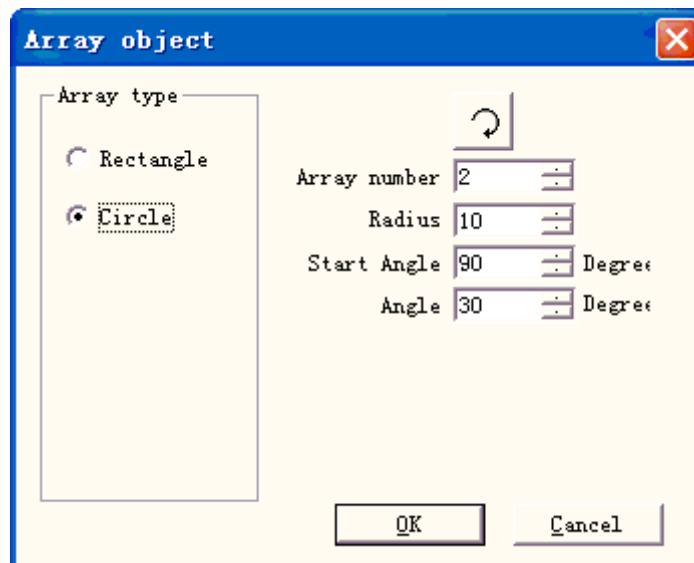 Array object
Array type
Rectangle
Circle
Array number 2
Radius 10
Start Angle 90 Degree
Angle 30 Degree
OK
Cancel